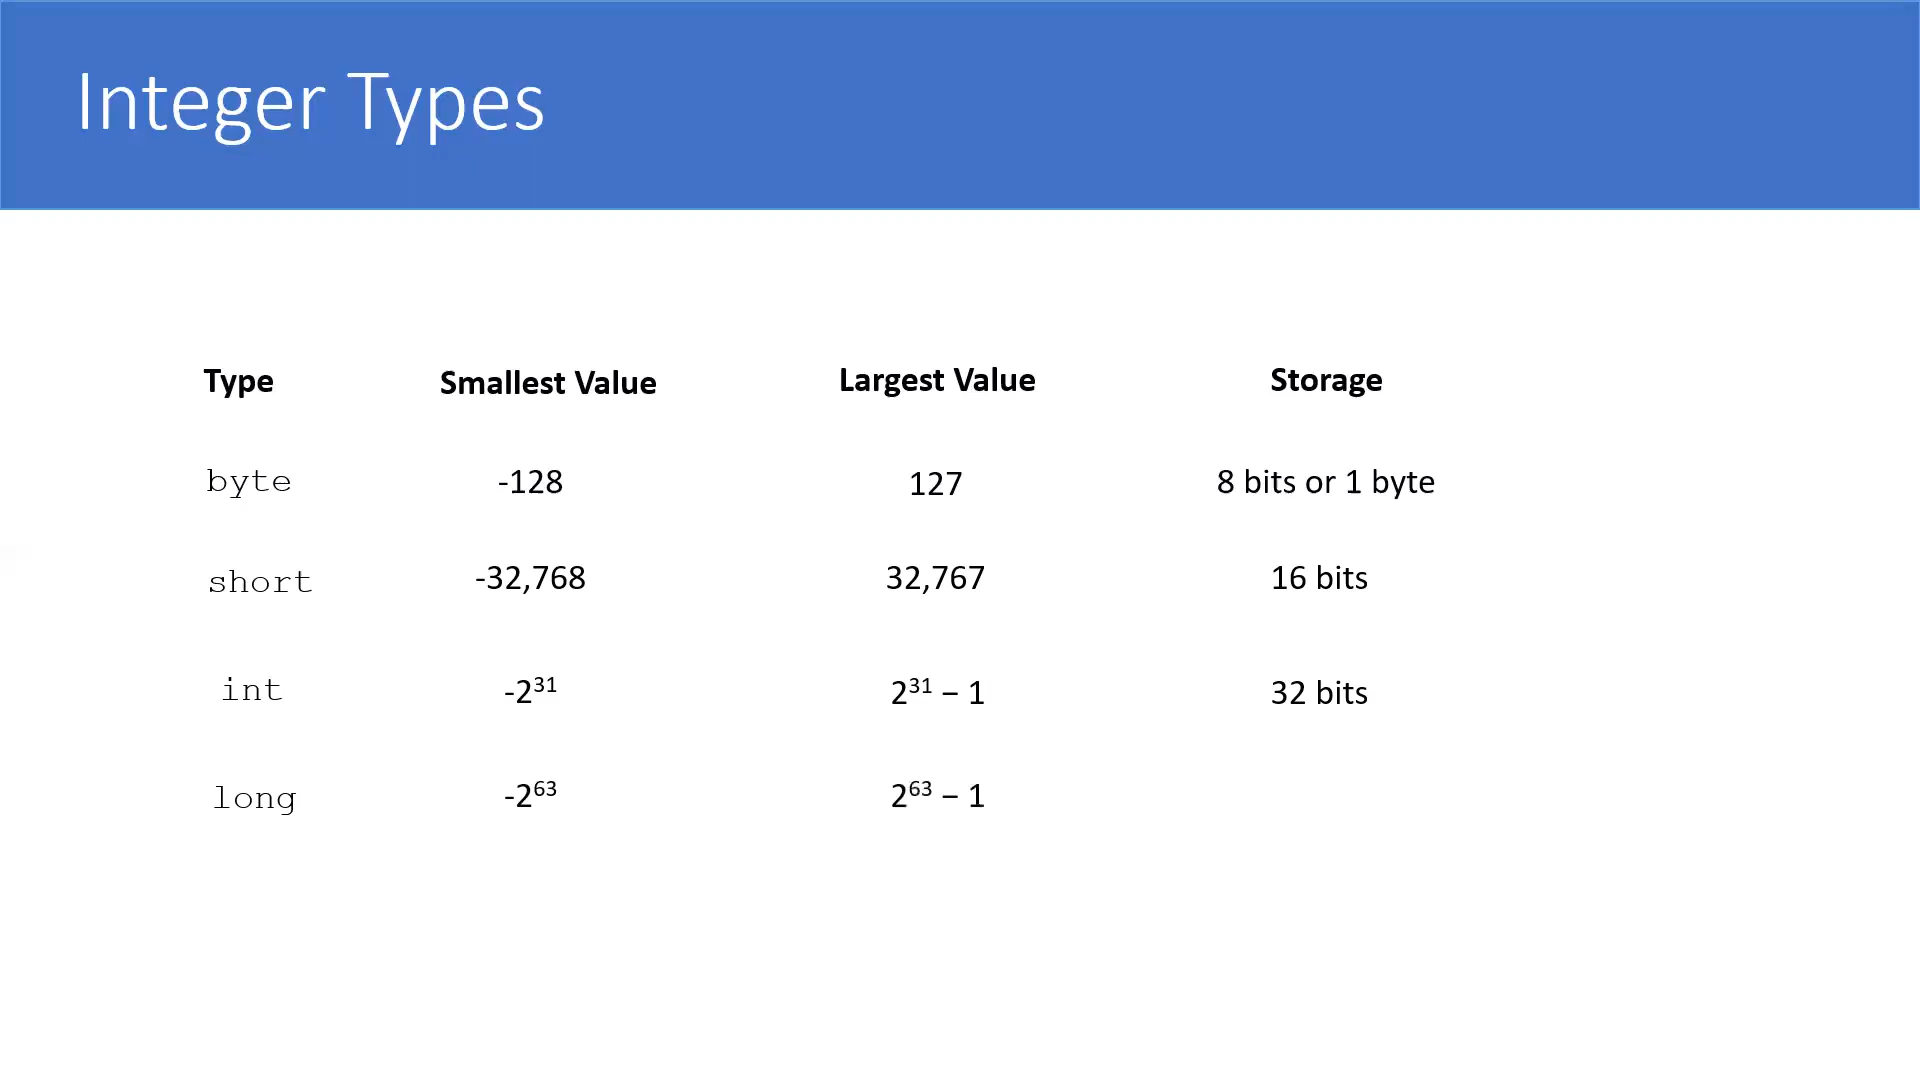 Integer Types
Type Smallest Value Largest Value Storage
byte -128 127 8 bits or 1 byte
short -32,768 32,767 16 bits
int -2³¹ 2³¹ − 1 32 bits
long -2⁶³ 2⁶³ − 1